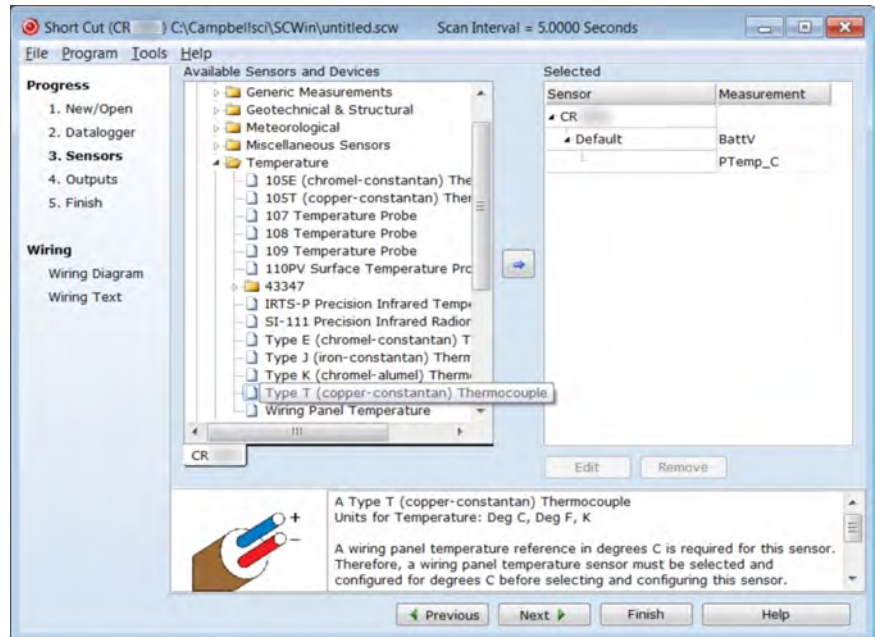 Short Cut (CR ) C:\Campbellsci\SCWin\untitled.scw Scan Interval = 5.0000 Seconds
File Program Tools Help
Progress
1. New/Open
2. Datalogger
3. Sensors
4. Outputs
5. Finish
Wiring
Wiring Diagram
Wiring Text
Available Sensors and Devices
Generic Measurements
Geotechnical & Structural
Meteorological
Miscellaneous Sensors
Temperature
105E (chromel-constantan) The
105T (copper-constantan) Ther
107 Temperature Probe
108 Temperature Probe
109 Temperature Probe
110PV Surface Temperature Pro
43347
IRTS-P Precision Infrared Tempe
SI-111 Precision Infrared Radior
Type E (chromel-constantan) T
Type J (iron-constantan) Therm
Type K (chromel-alumel) Therm
Type T (copper-constantan) Thermocouple
Wiring Panel Temperature
CR
Selected
Sensor Measurement
CR
Default BattV
PTemp_C
Edit Remove
+
-
A Type T (copper-constantan) Thermocouple
Units for Temperature: Deg C, Deg F, K
A wiring panel temperature reference in degrees C is required for this sensor.
Therefore, a wiring panel temperature sensor must be selected and
configured for degrees C before selecting and configuring this sensor.
Previous Next Finish Help